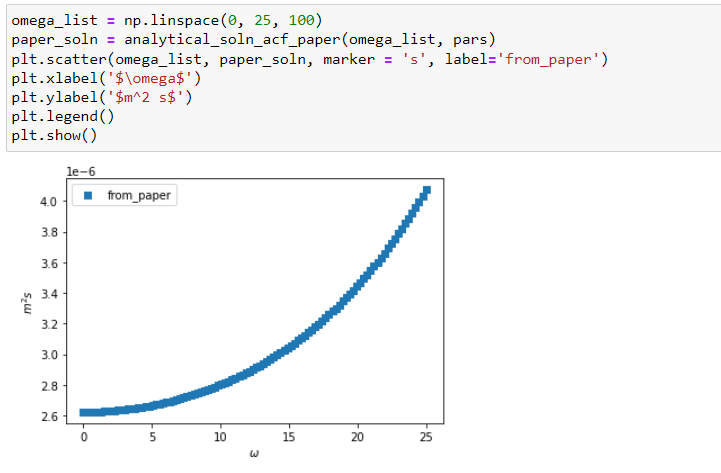 omega_list = np.linspace(0, 25, 100)
paper_soln = analytical_soln_acf_paper(omega_list, pars)
plt.scatter(omega_list, paper_soln, marker = 's', label='from_paper')
plt.xlabel('$\omega$')
plt.ylabel('$m^2 s$')
plt.legend()
plt.show()
1e−6
from_paper
4.0
3.8
3.6
3.4
3.2
3.0
2.8
2.6
m²s
0 5 10 15 20 25
ω